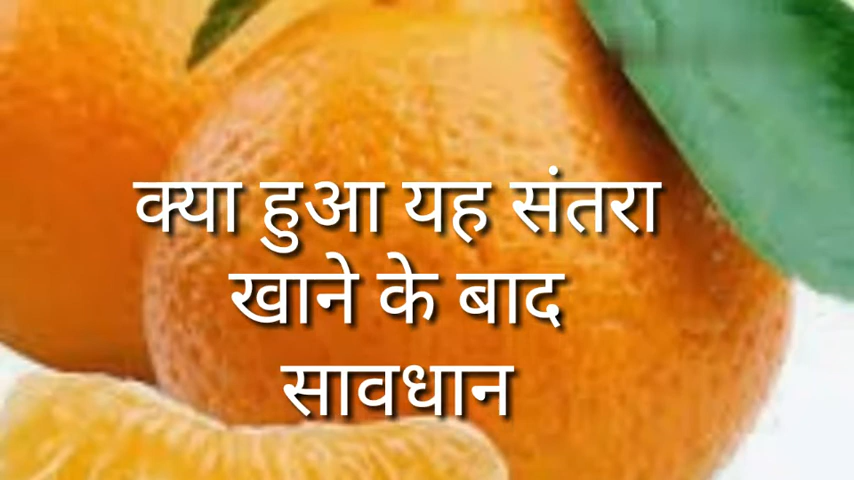 क्या हुआ यह संतरा
खाने के बाद
सावधान